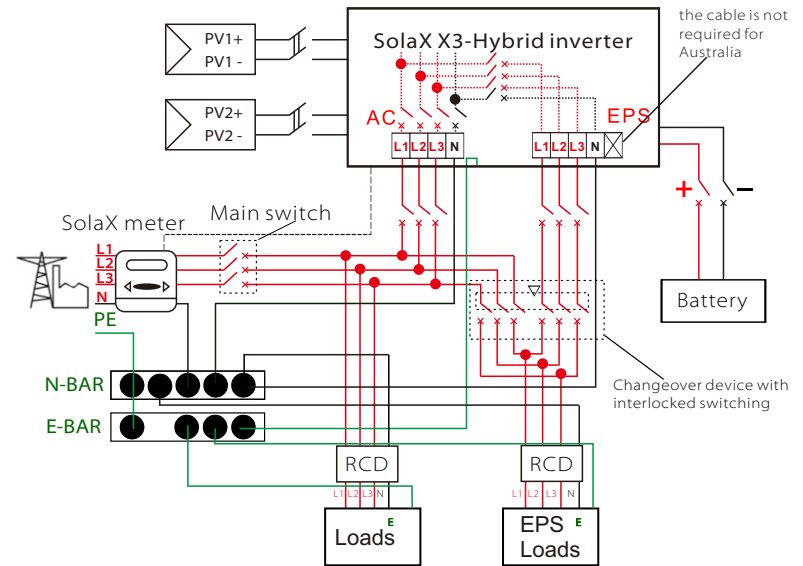 the cable is not
required for
Australia
PV1+
PV1 -
SolaX X3-Hybrid inverter
PV2+
PV2 -
AC
EPS
L1 L2 L3 N
L1 L2 L3 N
+
−
SolaX meter
Main switch
L1
L2
L3
N
PE
Battery
N-BAR
Changeover device with
interlocked switching
E-BAR
RCD
RCD
L1 L2 L3 N
L1 L2 L3 N
E
E
Loads
EPS
Loads